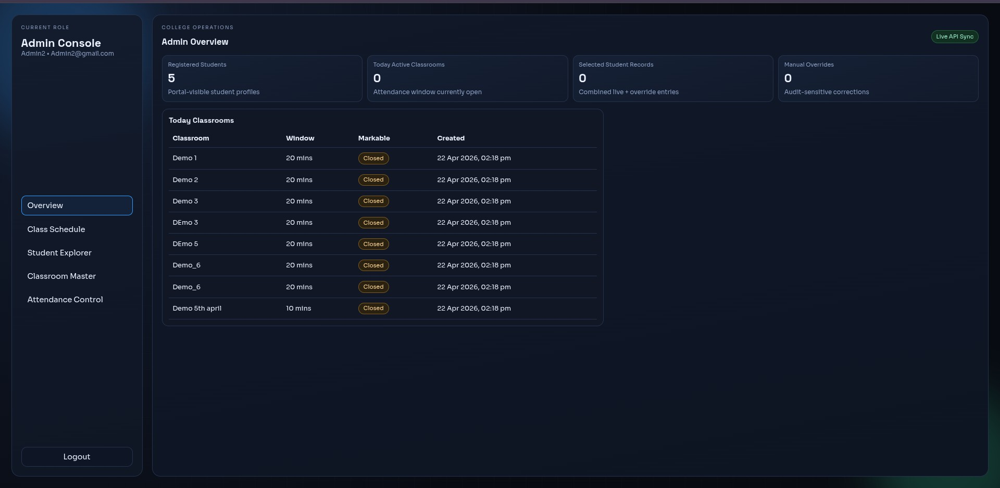 CURRENT ROLE
Admin Console
Admin2 • Admin2@gmail.com
Overview
Class Schedule
Student Explorer
Classroom Master
Attendance Control
Logout
COLLEGE OPERATIONS
Admin Overview
Live API Sync
Registered Students
5
Portal-visible student profiles
Today Active Classrooms
0
Attendance window currently open
Selected Student Records
0
Combined live + override entries
Manual Overrides
0
Audit-sensitive corrections
Today Classrooms
Classroom Window Markable Created
Demo 1 20 mins Closed 22 Apr 2026, 02:18 pm
Demo 2 20 mins Closed 22 Apr 2026, 02:18 pm
Demo 3 20 mins Closed 22 Apr 2026, 02:18 pm
DEmo 3 20 mins Closed 22 Apr 2026, 02:18 pm
DEmo 5 20 mins Closed 22 Apr 2026, 02:18 pm
Demo_6 20 mins Closed 22 Apr 2026, 02:18 pm
Demo_6 20 mins Closed 22 Apr 2026, 02:18 pm
Demo 5th april 10 mins Closed 22 Apr 2026, 02:18 pm